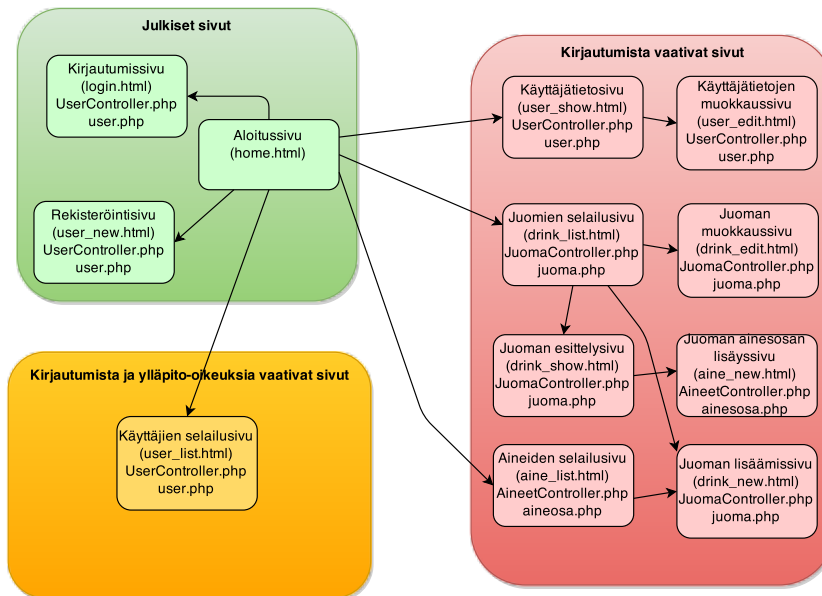 Julkiset sivut
Kirjautumissivu
(login.html)
UserController.php
user.php
Aloitussivu
(home.html)
Rekisteröintisivu
(user_new.html)
UserController.php
user.php
Kirjautumista ja ylläpito-oikeuksia vaativat sivut
Käyttäjien selailusivu
(user_list.html)
UserController.php
user.php
Kirjautumista vaativat sivut
Käyttäjätietosivu
(user_show.html)
UserController.php
user.php
Käyttäjätietojen
muokkaussivu
(user_edit.html)
UserController.php
user.php
Juomien selailusivu
(drink_list.html)
JuomaController.php
juoma.php
Juoman
muokkaussivu
(drink_edit.html)
JuomaController.php
juoma.php
Juoman esittelysivu
(drink_show.html)
JuomaController.php
juoma.php
Juoman ainesosan
lisäyssivu
(aine_new.html)
AineetController.php
ainesosa.php
Aineiden selailusivu
(aine_list.html)
AineetController.php
aineosa.php
Juoman lisäämissivu
(drink_new.html)
JuomaController.php
juoma.php